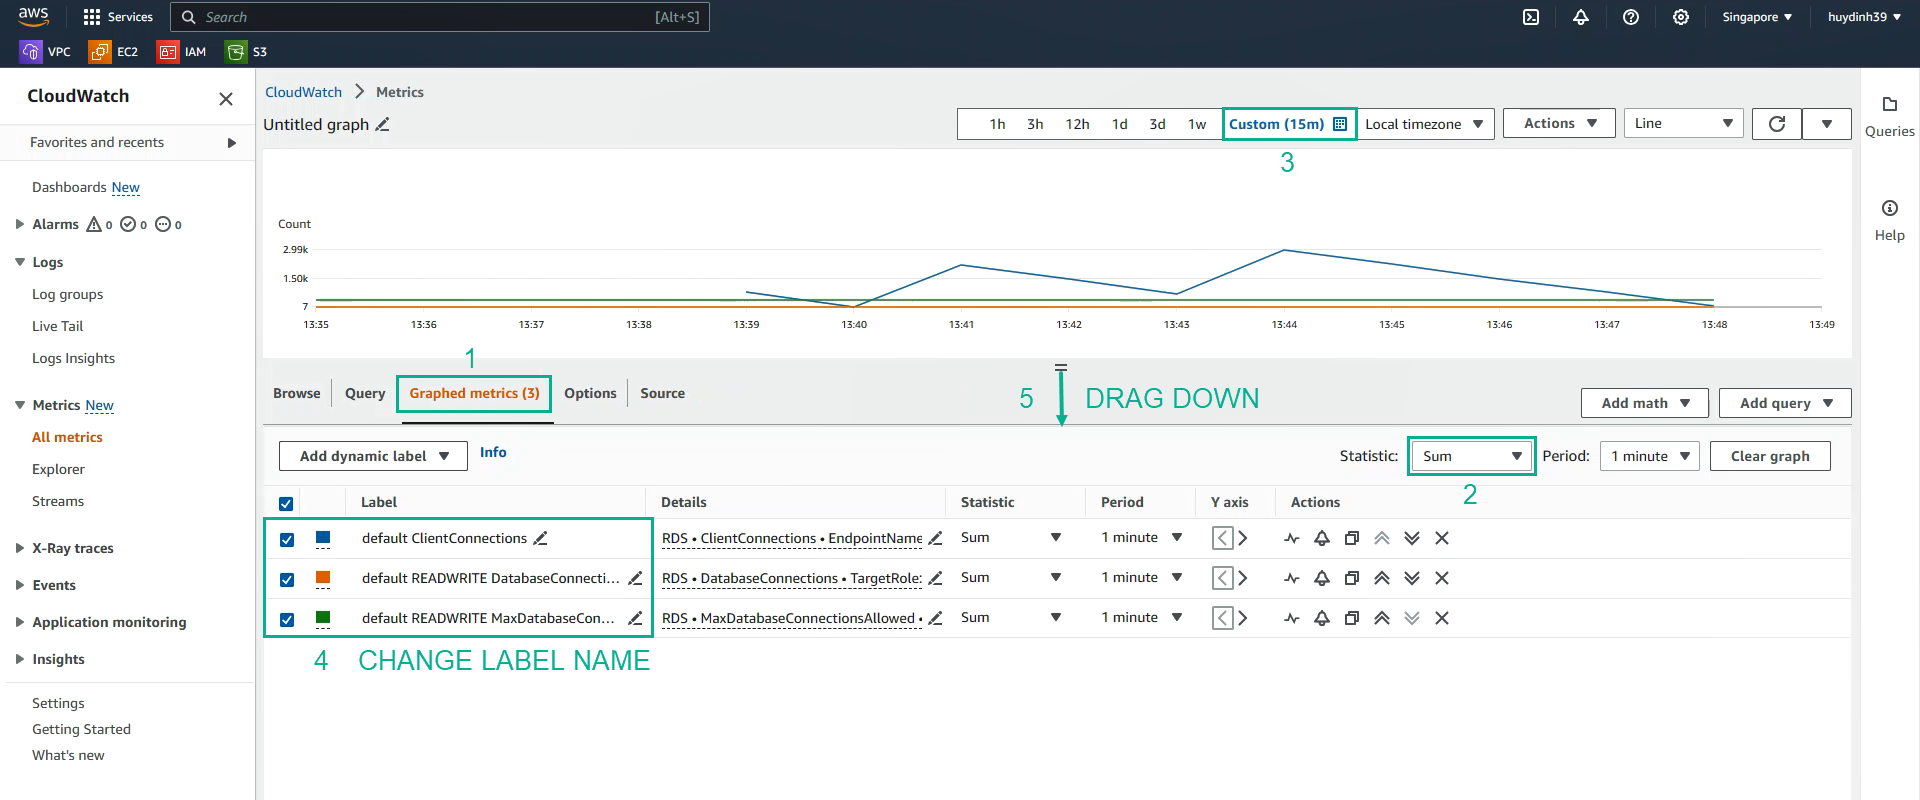 aws Services Search [Alt+S] Singapore huydinh39
VPC EC2 IAM S3
CloudWatch
Favorites and recents
Dashboards New
Alarms 0 0 0
Logs
Log groups
Live Tail
Logs Insights
Metrics New
All metrics
Explorer
Streams
X-Ray traces
Events
Application monitoring
Insights
Settings
Getting Started
What's new
CloudWatch Metrics
Untitled graph
1h 3h 12h 1d 3d 1w Custom (15m) Local timezone Actions Line
3
Count
2.99k
1.50k
7
13:35 13:36 13:37 13:38 13:39 13:40 13:41 13:42 13:43 13:44 13:45 13:46 13:47 13:48 13:49
1
Browse Query Graphed metrics (3) Options Source
5 DRAG DOWN
Add math Add query
Add dynamic label Info Statistic: Sum Period: 1 minute Clear graph
2
Label Details Statistic Period Y axis Actions
default ClientConnections RDS • ClientConnections • EndpointName Sum 1 minute
default READWRITE DatabaseConnecti... RDS • DatabaseConnections • TargetRole: Sum 1 minute
default READWRITE MaxDatabaseCon... RDS • MaxDatabaseConnectionsAllowed • Sum 1 minute
4 CHANGE LABEL NAME
Queries
Help